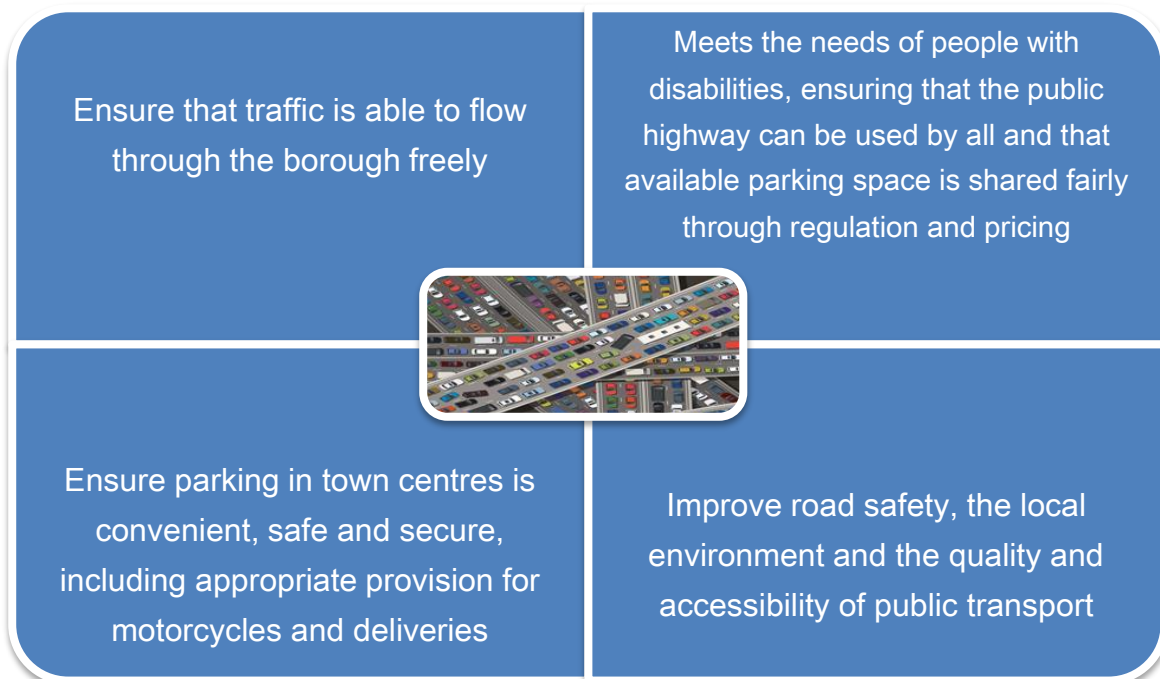 Ensure that traffic is able to flow
through the borough freely
Meets the needs of people with
disabilities, ensuring that the public
highway can be used by all and that
available parking space is shared fairly
through regulation and pricing
Ensure parking in town centres is
convenient, safe and secure,
including appropriate provision for
motorcycles and deliveries
Improve road safety, the local
environment and the quality and
accessibility of public transport